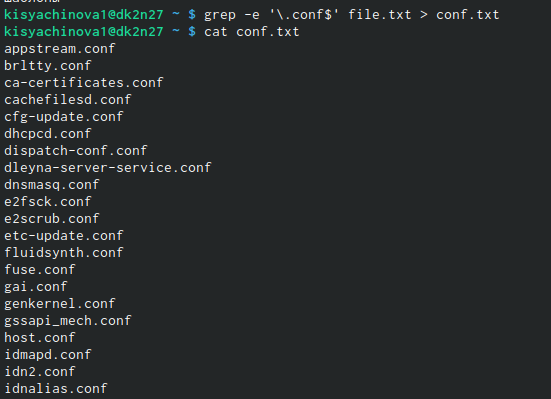 kisyachinova1@dk2n27 ~ $ grep -e '\.conf$' file.txt > conf.txt
kisyachinova1@dk2n27 ~ $ cat conf.txt
appstream.conf
brltty.conf
ca-certificates.conf
cachefilesd.conf
cfg-update.conf
dhcpcd.conf
dispatch-conf.conf
dleyna-server-service.conf
dnsmasq.conf
e2fsck.conf
e2scrub.conf
etc-update.conf
fluidsynth.conf
fuse.conf
gai.conf
genkernel.conf
gssapi_mech.conf
host.conf
idmapd.conf
idn2.conf
idnalias.conf